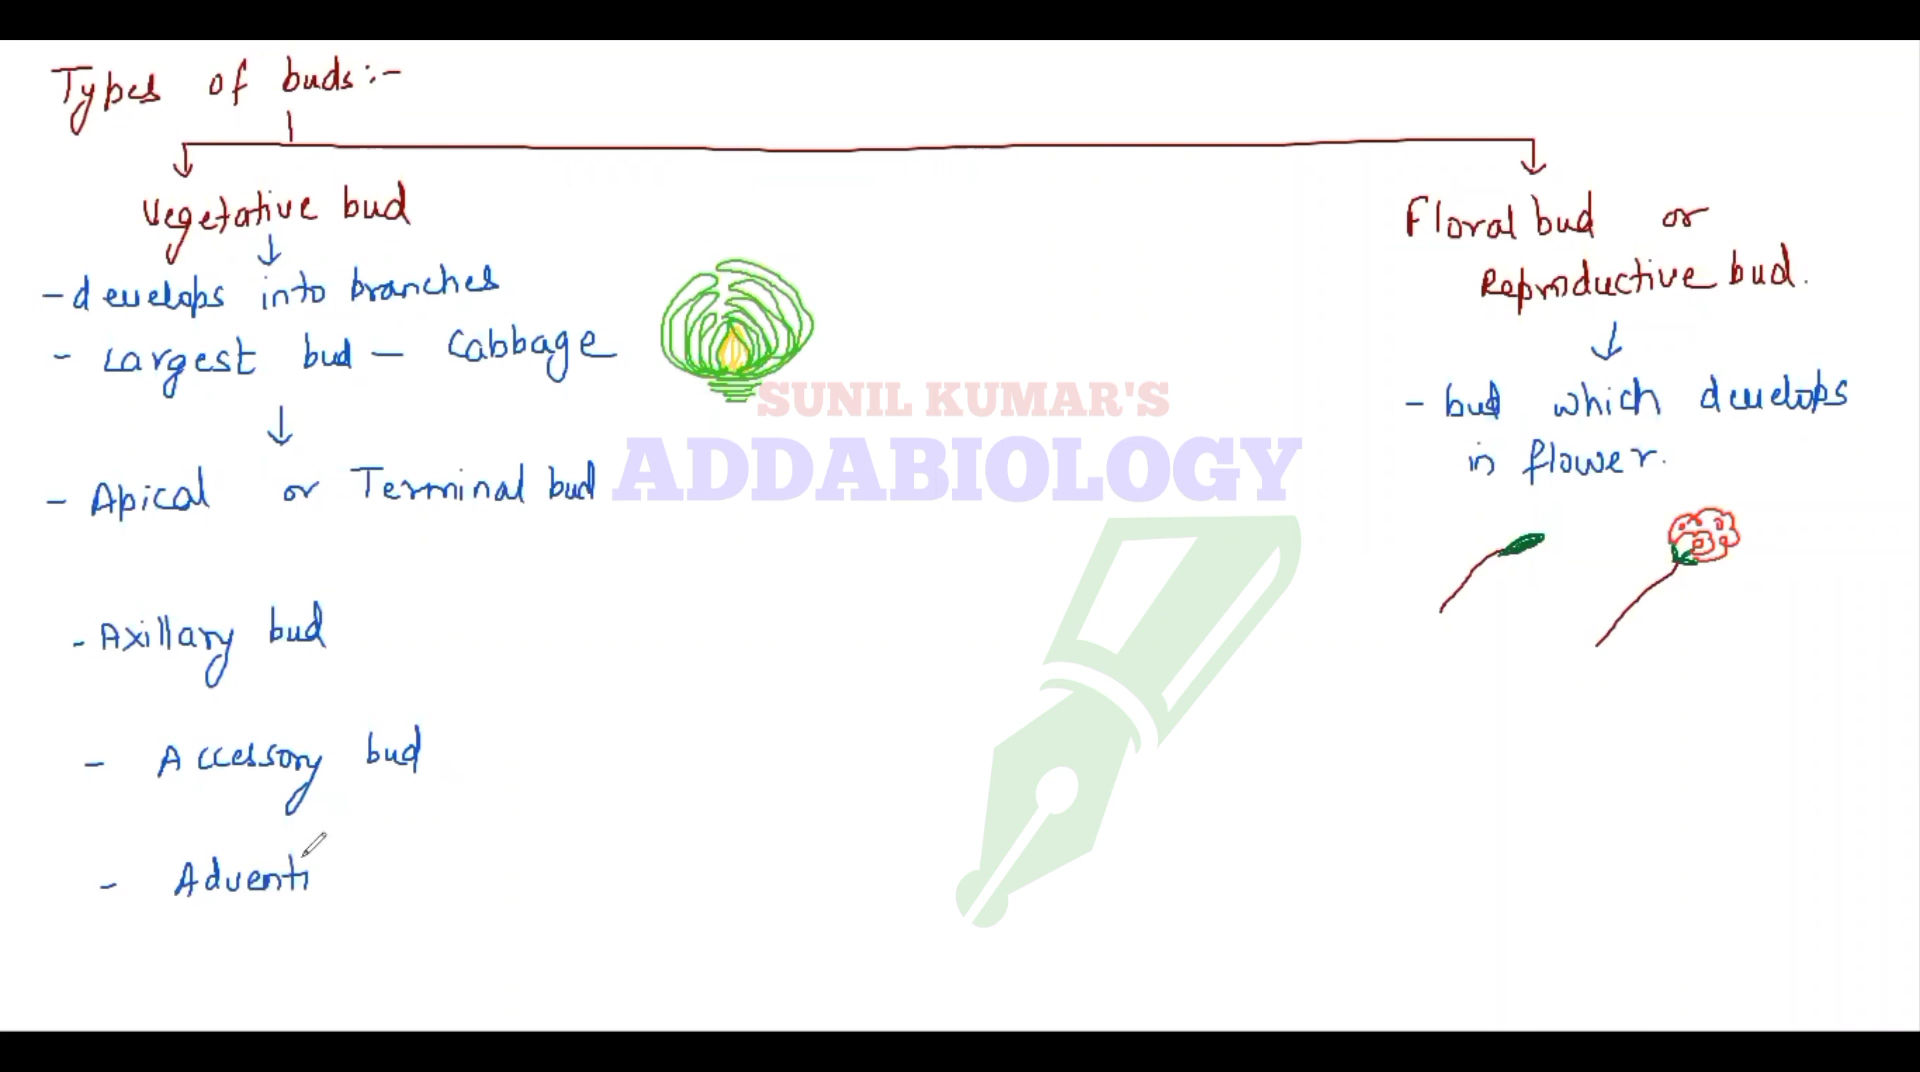 Types of buds:-
Vegetative bud
- develops into branches
- Largest bud - Cabbage
- Apical or Terminal bud
- Axillary bud
- Accessory bud
- Adventi
Floral bud or
Reproductive bud.
- bud which develops
in flower.
SUNIL KUMAR'S
ADDABIOLOGY